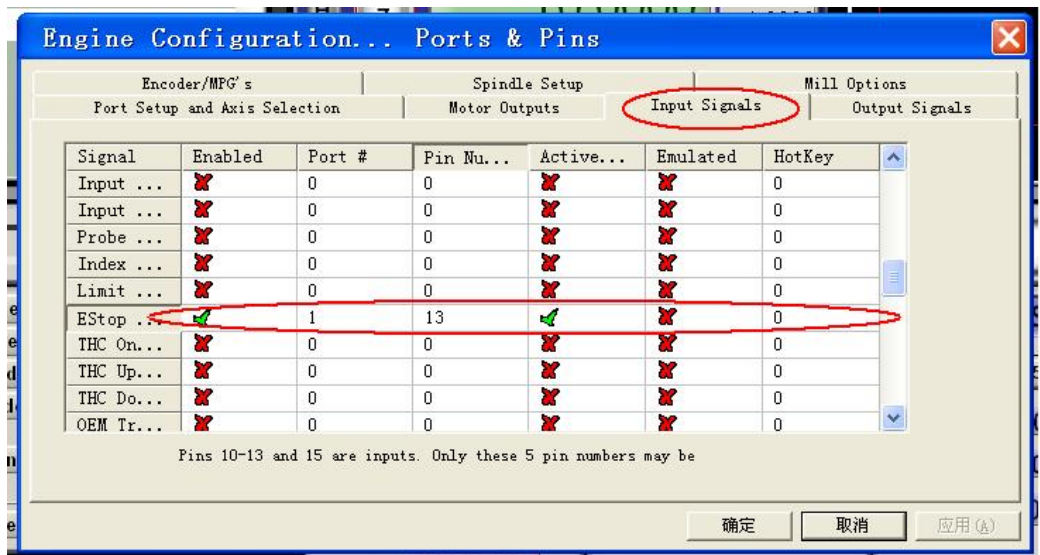 Engine Configuration... Ports & Pins
Encoder/MPG's Spindle Setup Mill Options
Port Setup and Axis Selection Motor Outputs Input Signals Output Signals
Signal Enabled Port # Pin Nu... Active... Emulated HotKey
Input ... 0 0 0
Input ... 0 0 0
Probe ... 0 0 0
Index ... 0 0 0
Limit ... 0 0 0
EStop ... 1 13 0
THC On... 0 0 0
THC Up... 0 0 0
THC Do... 0 0 0
OEM Tr... 0 0 0
Pins 10-13 and 15 are inputs. Only these 5 pin numbers may be
确定 取消 应用(A)